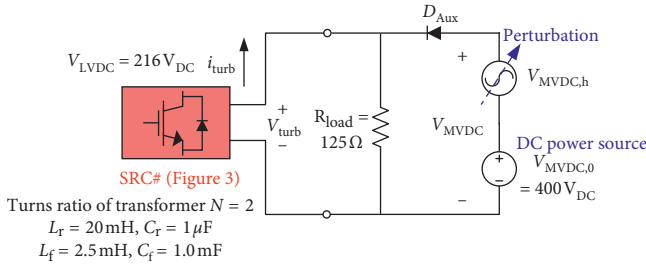 D_Aux
V_LVDC = 216 V_DC
i_turb
+
Perturbation
V_MVDC,h
+
V_turb
−
R_load =
125 Ω
V_MVDC
DC power source
V_MVDC,0
= 400 V_DC
+
−
−
SRC# (Figure 3)
Turns ratio of transformer N = 2
L_r = 20 mH, C_r = 1 μF
L_f = 2.5 mH, C_f = 1.0 mF